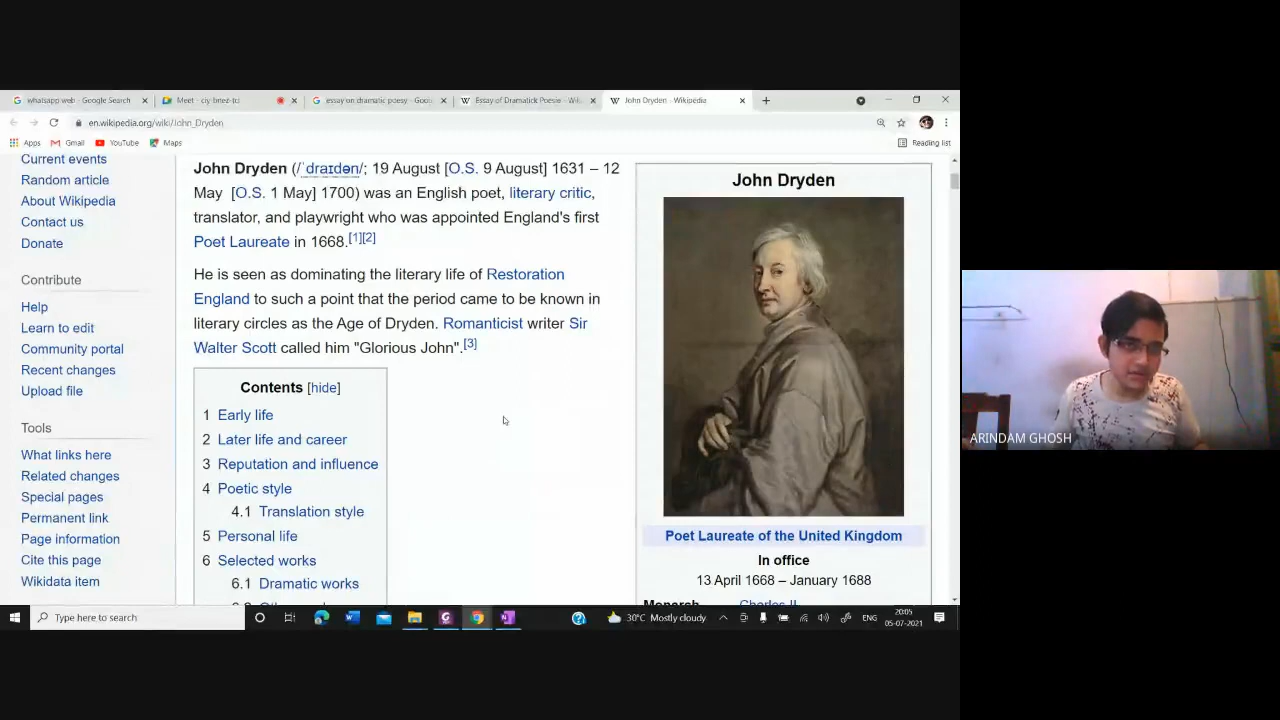 whatsapp web - Google Search
Meet - ciy-bnez-tcj
essay on dramatic poesy - Goo
Essay of Dramatick Poesie - Wi
John Dryden - Wikipedia
en.wikipedia.org/wiki/John_Dryden
Apps Gmail YouTube Maps
Reading list
Current events
Random article
About Wikipedia
Contact us
Donate
Contribute
Help
Learn to edit
Community portal
Recent changes
Upload file
Tools
What links here
Related changes
Special pages
Permanent link
Page information
Cite this page
Wikidata item
John Dryden (/ˈdraɪdən/; 19 August [O.S. 9 August] 1631 – 12
May [O.S. 1 May] 1700) was an English poet, literary critic,
translator, and playwright who was appointed England's first
Poet Laureate in 1668.[1][2]
He is seen as dominating the literary life of Restoration
England to such a point that the period came to be known in
literary circles as the Age of Dryden. Romanticist writer Sir
Walter Scott called him "Glorious John".[3]
Contents [hide]
1 Early life
2 Later life and career
3 Reputation and influence
4 Poetic style
4.1 Translation style
5 Personal life
6 Selected works
6.1 Dramatic works
John Dryden
Poet Laureate of the United Kingdom
In office
13 April 1668 – January 1688
Monarch Charles II
ARINDAM GHOSH
Type here to search
30°C Mostly cloudy
ENG
20:05
05-07-2021